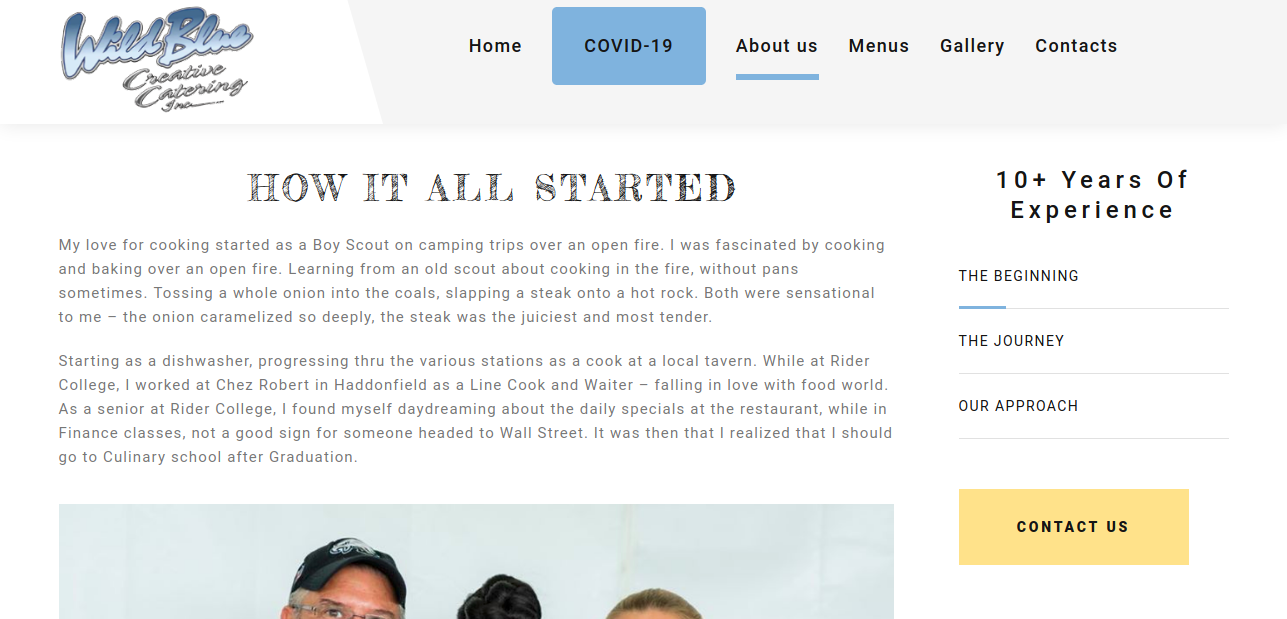 Wild Blue
Creative
Catering
Inc.
Home
COVID-19
About us
Menus
Gallery
Contacts
HOW IT ALL STARTED
My love for cooking started as a Boy Scout on camping trips over an open fire. I was fascinated by cooking
and baking over an open fire. Learning from an old scout about cooking in the fire, without pans
sometimes. Tossing a whole onion into the coals, slapping a steak onto a hot rock. Both were sensational
to me – the onion caramelized so deeply, the steak was the juiciest and most tender.
Starting as a dishwasher, progressing thru the various stations as a cook at a local tavern. While at Rider
College, I worked at Chez Robert in Haddonfield as a Line Cook and Waiter – falling in love with food world.
As a senior at Rider College, I found myself daydreaming about the daily specials at the restaurant, while in
Finance classes, not a good sign for someone headed to Wall Street. It was then that I realized that I should
go to Culinary school after Graduation.
10+ Years Of
Experience
THE BEGINNING
THE JOURNEY
OUR APPROACH
CONTACT US